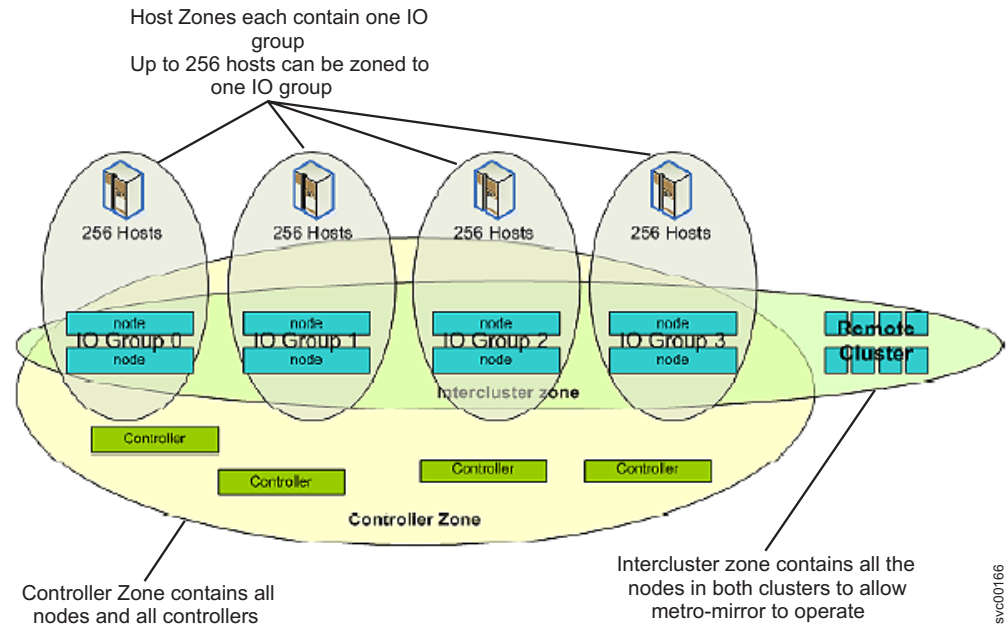 Host Zones each contain one IO
group
Up to 256 hosts can be zoned to
one IO group
256 Hosts
256 Hosts
256 Hosts
256 Hosts
node
node
node
node
IO Group 0
IO Group 1
IO Group 2
IO Group 3
Remote
Cluster
node
node
node
node
Intercluster zone
Controller
Controller
Controller
Controller
Controller Zone
Controller Zone contains all
nodes and all controllers
Intercluster zone contains all the
nodes in both clusters to allow
metro-mirror to operate
svc00166